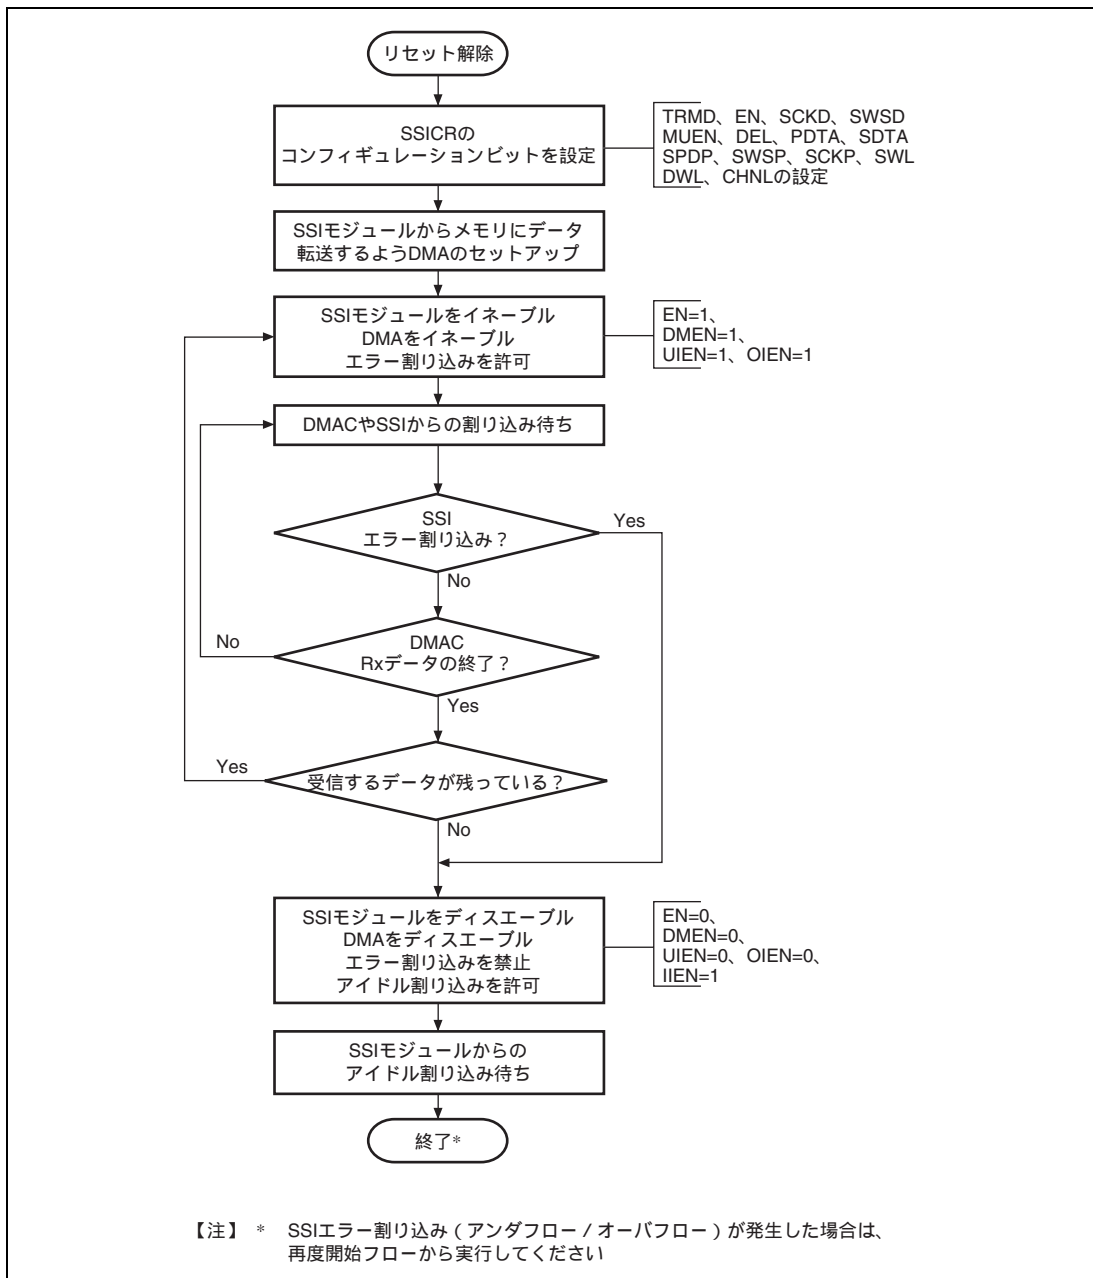 リセット解除
SSICRの
コンフィギュレーションビットを設定
TRMD、EN、SCKD、SWSD
MUEN、DEL、PDTA、SDTA
SPDP、SWSP、SCKP、SWL
DWL、CHNLの設定
SSIモジュールからメモリにデータ
転送するようDMAのセットアップ
SSIモジュールをイネーブル
DMAをイネーブル
エラー割り込みを許可
EN=1、
DMEN=1、
UIEN=1、OIEN=1
DMACやSSIからの割り込み待ち
SSI
エラー割り込み？
Yes
No
DMAC
Rxデータの終了？
No
Yes
受信するデータが残っている？
Yes
No
SSIモジュールをディスエーブル
DMAをディスエーブル
エラー割り込みを禁止
アイドル割り込みを許可
EN=0、
DMEN=0、
UIEN=0、OIEN=0、
IIEN=1
SSIモジュールからの
アイドル割り込み待ち
終了*
【注】 * SSIエラー割り込み（アンダフロー／オーバフロー）が発生した場合は、
再度開始フローから実行してください